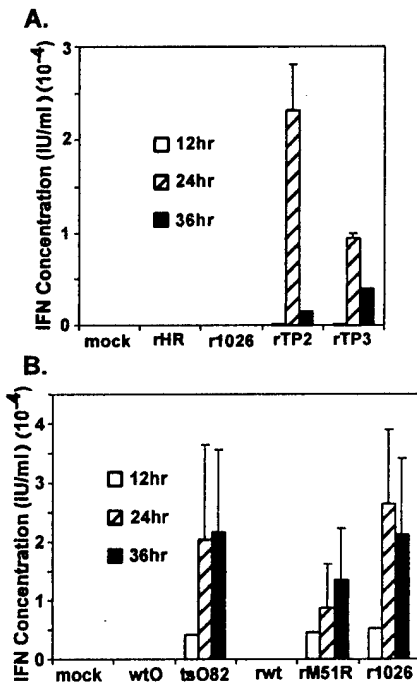 A.
IFN Concentration (IU/ml) (10⁻⁴)
3
2
1
0
12hr
24hr
36hr
mock rHR r1026 rTP2 rTP3
B.
IFN Concentration (IU/ml) (10⁻⁴)
5
4
3
2
1
0
12hr
24hr
36hr
mock wtO tsO82 rwt rM51R r1026